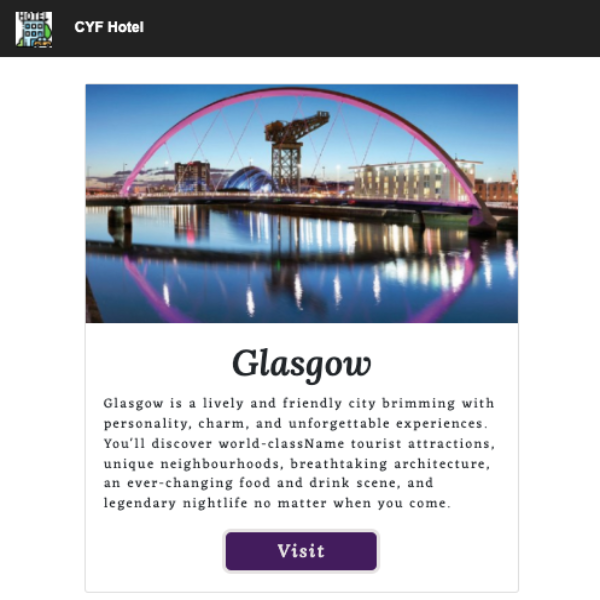 HOTEL
CYF Hotel
Glasgow
Glasgow is a lively and friendly city brimming with
personality, charm, and unforgettable experiences.
You'll discover world-className tourist attractions,
unique neighbourhoods, breathtaking architecture,
an ever-changing food and drink scene, and
legendary nightlife no matter when you come.
Visit